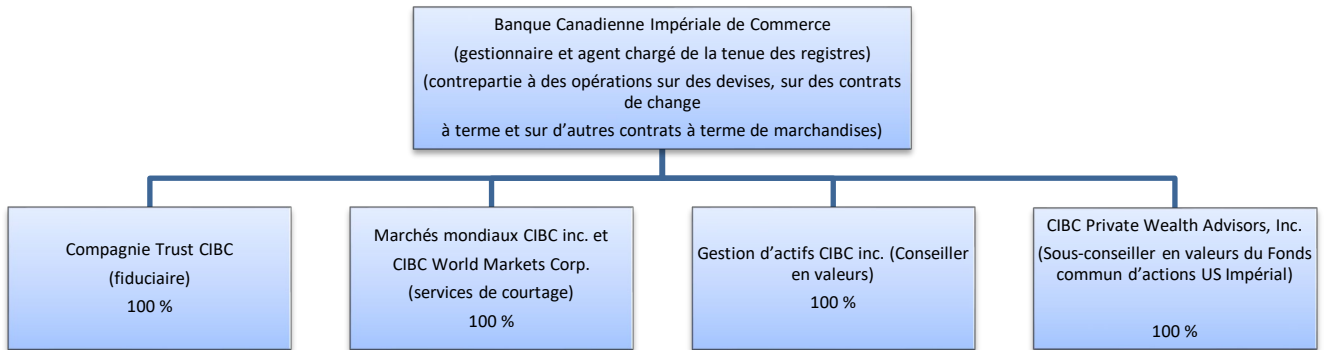 Banque Canadienne Impériale de Commerce
(gestionnaire et agent chargé de la tenue des registres)
(contrepartie à des opérations sur des devises, sur des contrats
de change
à terme et sur d'autres contrats à terme de marchandises)
Compagnie Trust CIBC
(fiduciaire)
100 %
Marchés mondiaux CIBC inc. et
CIBC World Markets Corp.
(services de courtage)
100 %
Gestion d'actifs CIBC inc. (Conseiller
en valeurs)
100 %
CIBC Private Wealth Advisors, Inc.
(Sous-conseiller en valeurs du Fonds
commun d'actions US Impérial)
100 %